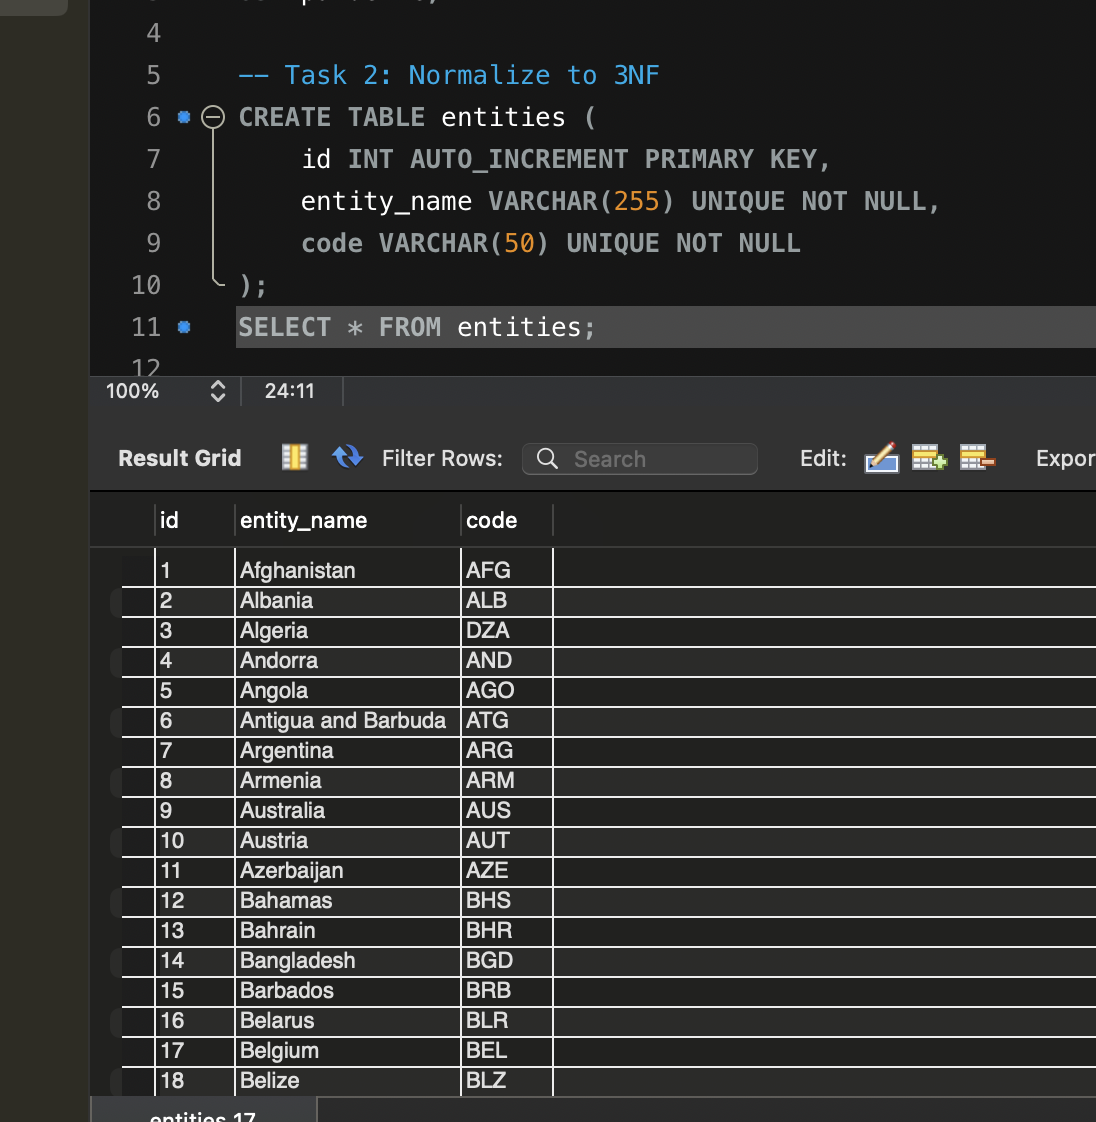 4
5 -- Task 2: Normalize to 3NF
6 CREATE TABLE entities (
7 id INT AUTO_INCREMENT PRIMARY KEY,
8 entity_name VARCHAR(255) UNIQUE NOT NULL,
9 code VARCHAR(50) UNIQUE NOT NULL
10 );
11 SELECT * FROM entities;
12
100% 24:11
Result Grid Filter Rows: Search Edit: Expor
id entity_name code
1 Afghanistan AFG
2 Albania ALB
3 Algeria DZA
4 Andorra AND
5 Angola AGO
6 Antigua and Barbuda ATG
7 Argentina ARG
8 Armenia ARM
9 Australia AUS
10 Austria AUT
11 Azerbaijan AZE
12 Bahamas BHS
13 Bahrain BHR
14 Bangladesh BGD
15 Barbados BRB
16 Belarus BLR
17 Belgium BEL
18 Belize BLZ
entities 17